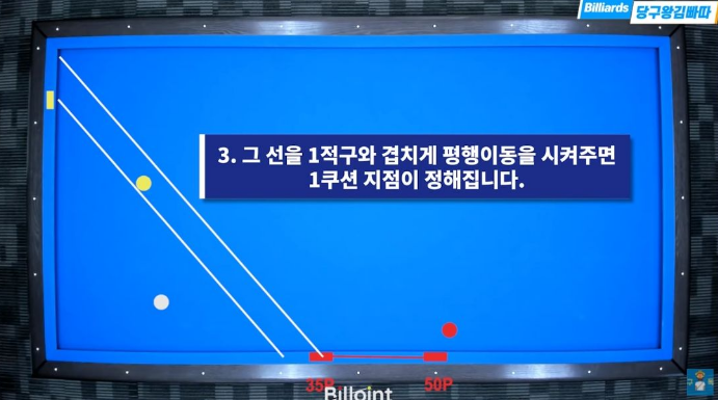 Billiards 당구왕김빠따
3. 그 선을 1적구와 겹치게 평행이동을 시켜주면
1쿠션 지점이 정해집니다.
35P 50P
Billoint